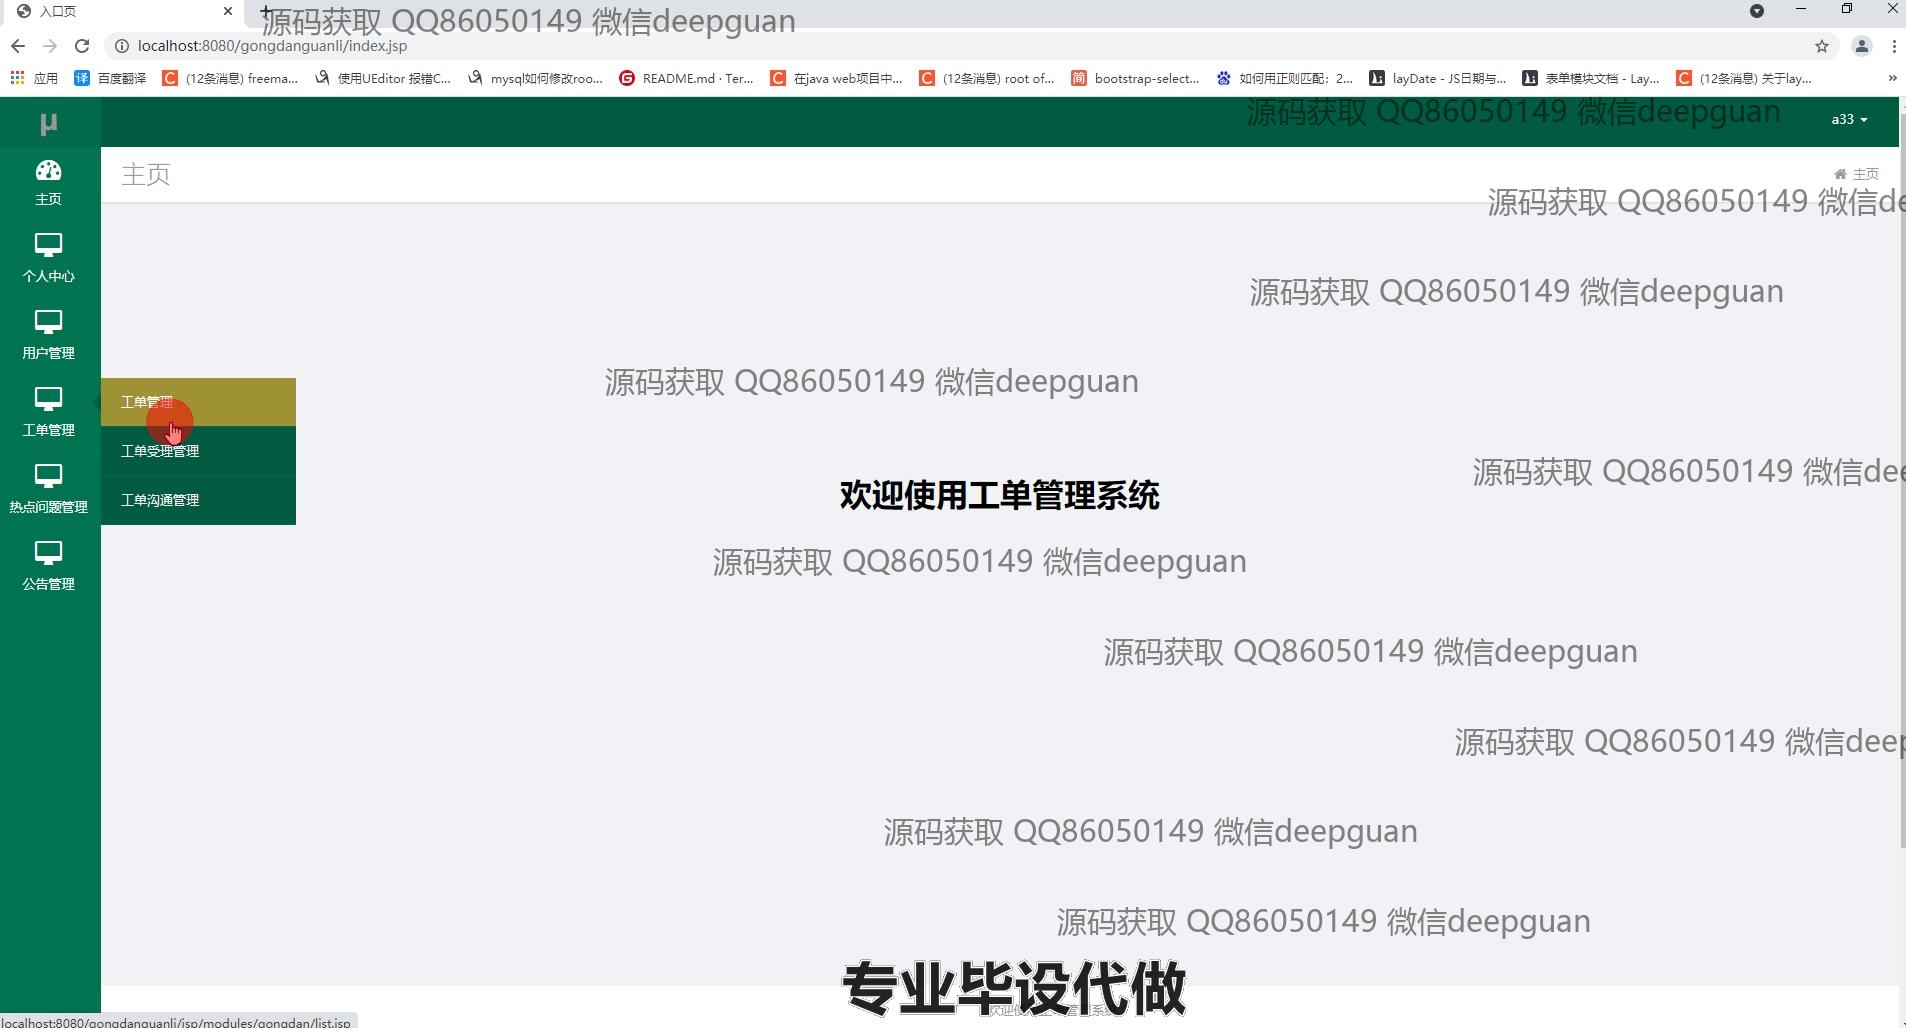 入口页
源码获取 QQ86050149 微信deepguan
localhost:8080/gongdanguanli/index.jsp
应用
百度翻译
(12条消息) freema...
使用UEditor 报错C...
mysql如何修改roo...
README.md · Ter...
在java web项目中...
(12条消息) root of...
bootstrap-select...
如何用正则匹配：2...
layDate - JS日期与...
表单模块文档 - Lay...
(12条消息) 关于lay...
µ
源码获取 QQ86050149 微信deepguan
a33
主页
主页
主页
源码获取 QQ86050149 微信de
个人中心
源码获取 QQ86050149 微信deepguan
用户管理
源码获取 QQ86050149 微信deepguan
工单管理
工单管理
工单受理管理
工单沟通管理
源码获取 QQ86050149 微信dee
热点问题管理
欢迎使用工单管理系统
源码获取 QQ86050149 微信deepguan
公告管理
源码获取 QQ86050149 微信deepguan
源码获取 QQ86050149 微信deep
源码获取 QQ86050149 微信deepguan
源码获取 QQ86050149 微信deepguan
专业毕设代做
localhost:8080/gongdanguanli/jsp/modules/gongdan/list.jsp